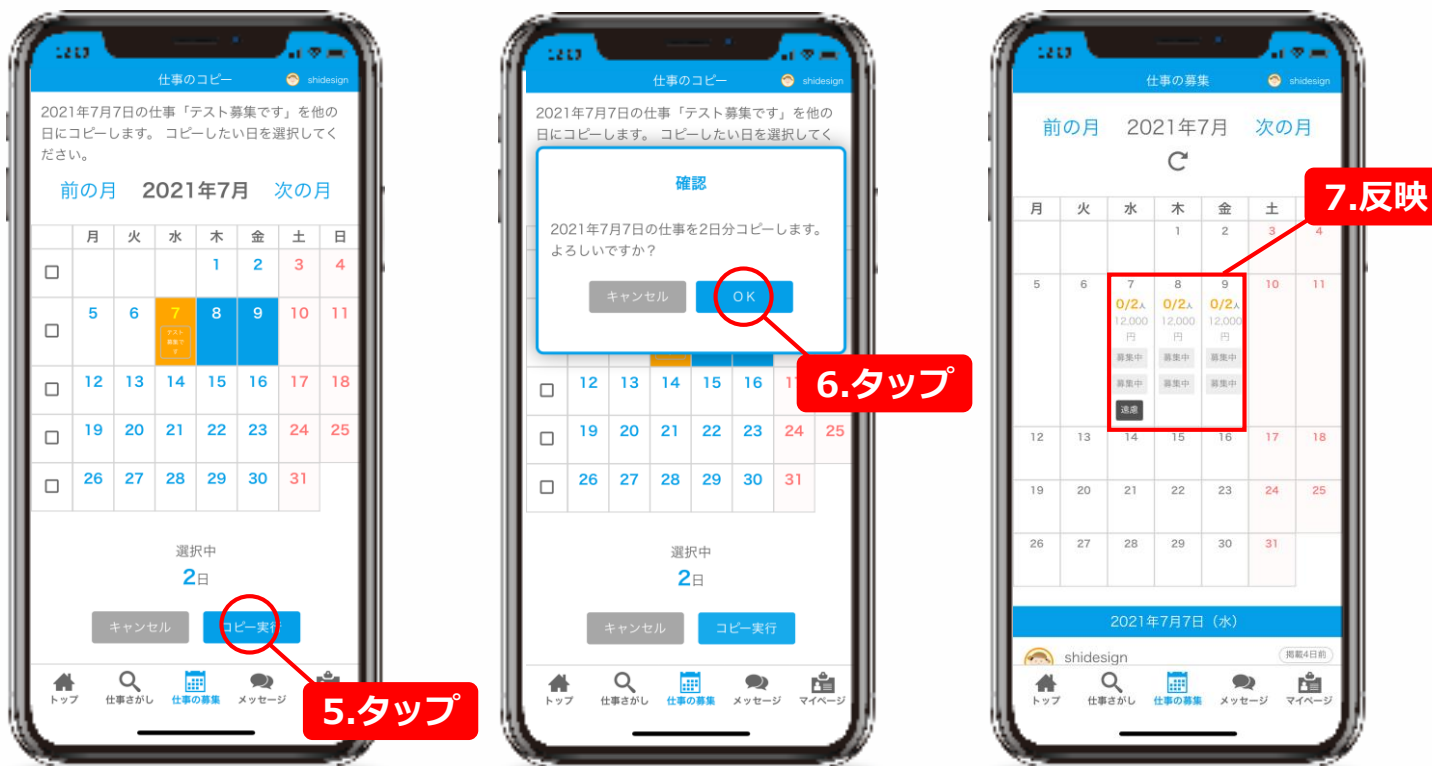 12:03
仕事のコピー
shidesign
2021年7月7日の仕事「テスト募集です」を他の
日にコピーします。 コピーしたい日を選択してく
ださい。
前の月 2021年7月 次の月
月 火 水 木 金 土 日
1 2 3 4
5 6 7 8 9 10 11
テスト
募集で
す
12 13 14 15 16 17 18
19 20 21 22 23 24 25
26 27 28 29 30 31
選択中
2日
キャンセル コピー実行
トップ 仕事さがし 仕事の募集 メッセージ
5.タップ
12:03
仕事のコピー
shidesign
2021年7月7日の仕事「テスト募集です」を他の
日にコピーします。 コピーしたい日を選択してく
確認
2021年7月7日の仕事を2日分コピーします。
よろしいですか？
キャンセル OK
6.タップ
12 13 14 15 16
19 20 21 22 23 24 25
26 27 28 29 30 31
選択中
2日
キャンセル コピー実行
トップ 仕事さがし 仕事の募集 メッセージ マイページ
12:03
仕事の募集
shidesign
前の月 2021年7月 次の月
7.反映
月 火 水 木 金 土
1 2 3 4
5 6 7 8 9 10 11
0/2人 0/2人 0/2人
12,000 12,000 12,000
円 円 円
募集中 募集中 募集中
募集中 募集中 募集中
遠慮
12 13 14 15 16 17 18
19 20 21 22 23 24 25
26 27 28 29 30 31
2021年7月7日（水）
shidesign
掲載4日前
トップ 仕事さがし 仕事の募集 メッセージ マイページ